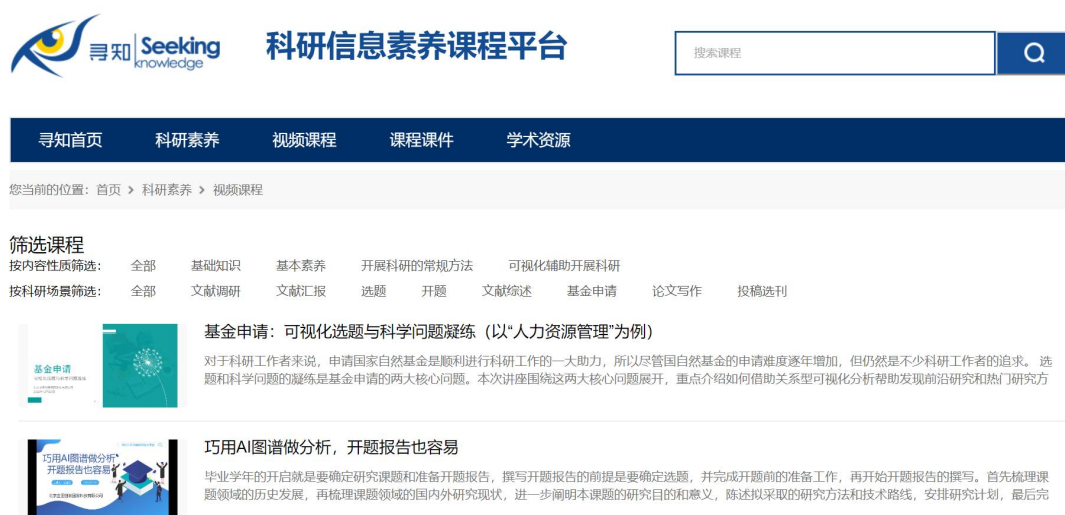 寻知 Seeking knowledge
科研信息素养课程平台
搜索课程
寻知首页 科研素养 视频课程 课程课件 学术资源
您当前的位置：首页 > 科研素养 > 视频课程
筛选课程
按内容性质筛选： 全部 基础知识 基本素养 开展科研的常规方法 可视化辅助开展科研
按科研场景筛选： 全部 文献调研 文献汇报 选题 开题 文献综述 基金申请 论文写作 投稿选刊
基金申请
基金申请：可视化选题与科学问题凝练（以“人力资源管理”为例）
对于科研工作者来说，申请国家自然基金是顺利进行科研工作的一大助力，所以尽管国自然基金的申请难度逐年增加，但仍然是不少科研工作者的追求。 选
题和科学问题的凝练是基金申请的两大核心问题。本次讲座围绕这两大核心问题展开，重点介绍如何借助关系型可视化分析帮助发现前沿研究和热门研究方
巧用AI图谱做分析
开题报告也容易
巧用AI图谱做分析，开题报告也容易
毕业学年的开启就是要确定研究课题和准备开题报告，撰写开题报告的前提是要确定选题，并完成开题前的准备工作，再开始开题报告的撰写。首先梳理课
题领域的历史发展，再梳理课题领域的国内外研究现状，进一步阐明本课题的研究目的和意义，陈述拟采取的研究方法和技术路线，安排研究计划，最后完